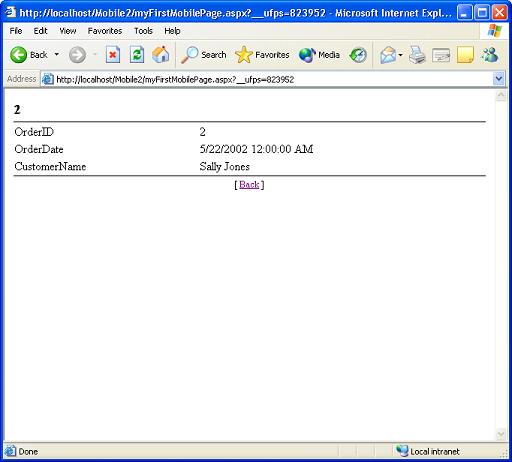 http://localhost/Mobile2/myFirstMobilePage.aspx?__ufps=823952 - Microsoft Internet Expl...
File Edit View Favorites Tools Help
Back Search Favorites Media
Address http://localhost/Mobile2/myFirstMobilePage.aspx?__ufps=823952
2
OrderID 2
OrderDate 5/22/2002 12:00:00 AM
CustomerName Sally Jones
[ Back ]
Done Local intranet